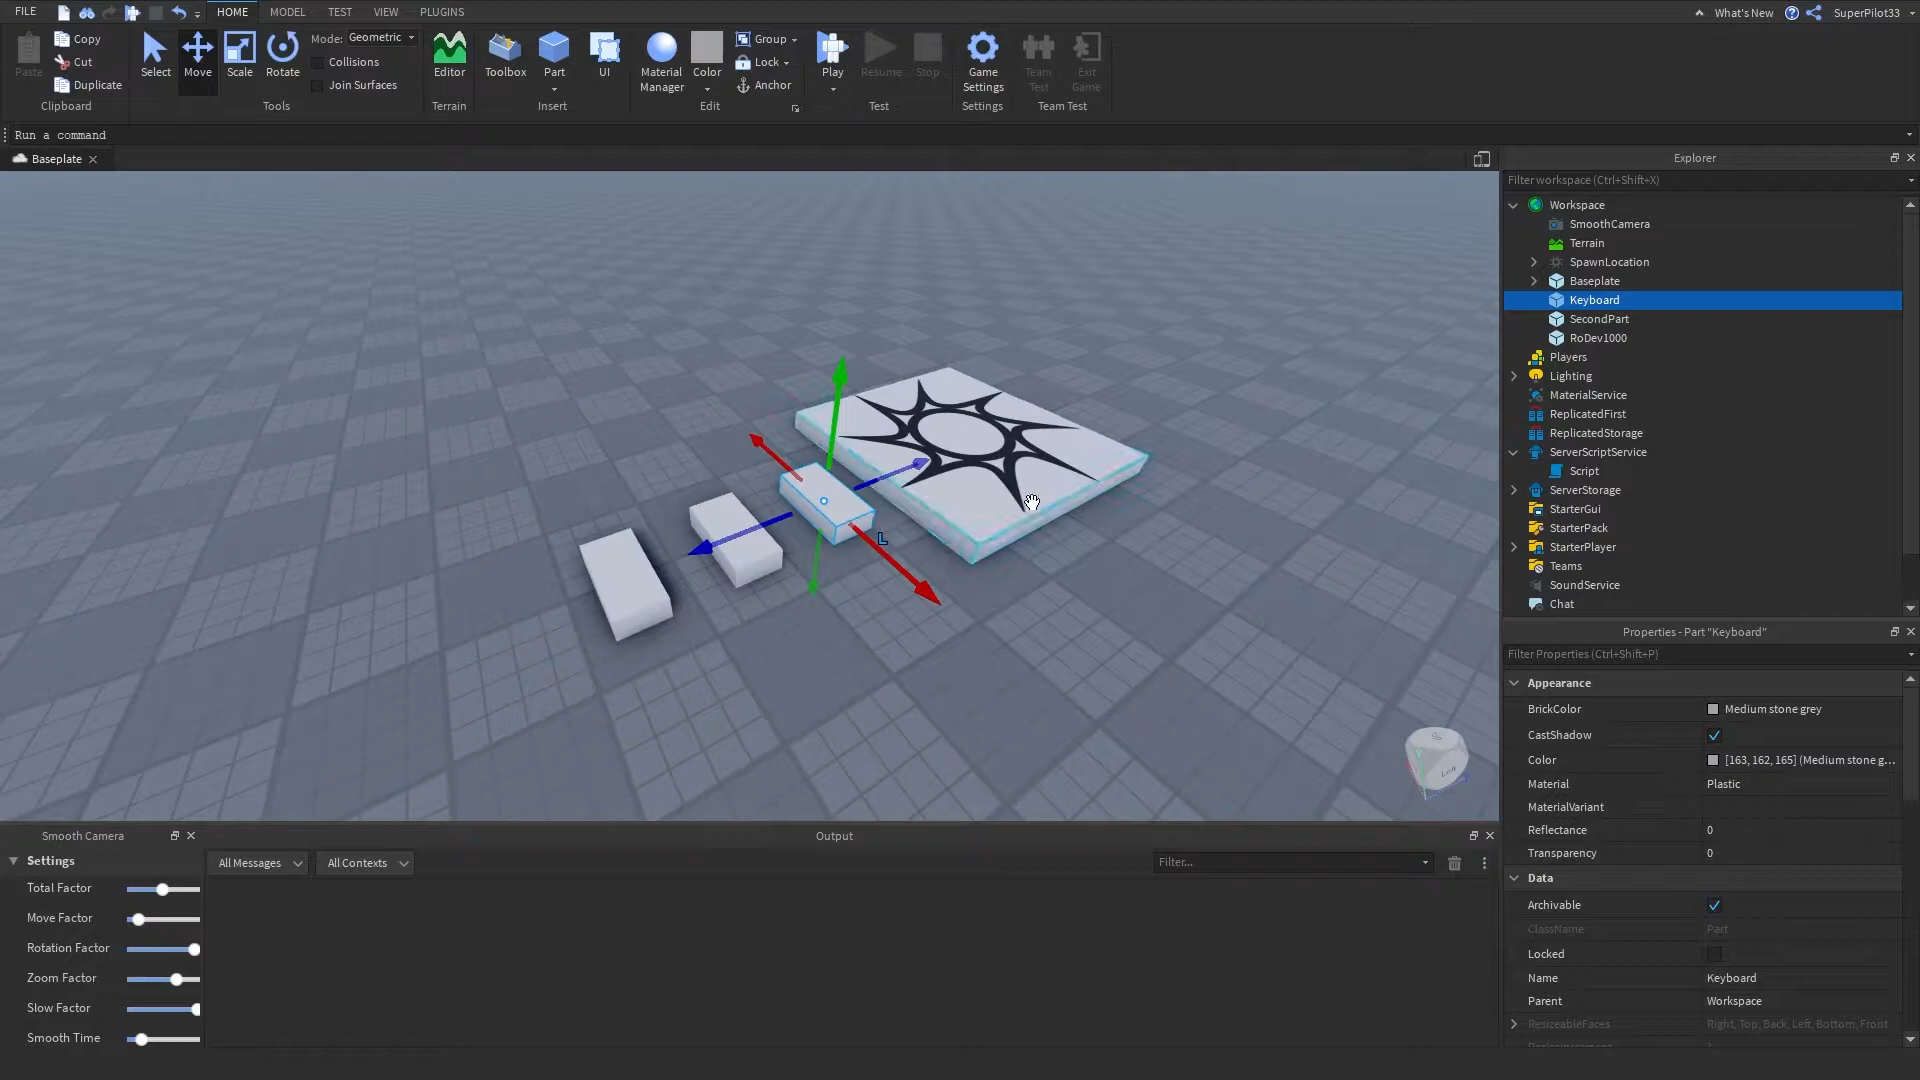 FILE HOME MODEL TEST VIEW PLUGINS What's New SuperPilot33
Paste Copy Cut Duplicate Clipboard
Select Move Scale Rotate Mode: Geometric Collisions Join Surfaces Tools
Editor Terrain
Toolbox Part UI Insert
Material Manager Color Group Lock Anchor Edit
Play Resume Stop Test
Game Settings Settings
Team Test Exit Game Team Test
Run a command
Baseplate
Explorer
Filter workspace (Ctrl+Shift+X)
Workspace
SmoothCamera
Terrain
SpawnLocation
Baseplate
Keyboard
SecondPart
RoDev1000
Players
Lighting
MaterialService
ReplicatedFirst
ReplicatedStorage
ServerScriptService
Script
ServerStorage
StarterGui
StarterPack
StarterPlayer
Teams
SoundService
Chat
L
Left
Properties - Part "Keyboard"
Filter Properties (Ctrl+Shift+P)
Appearance
BrickColor Medium stone grey
CastShadow
Color [163, 162, 165] (Medium stone g...
Material Plastic
MaterialVariant
Reflectance 0
Transparency 0
Data
Archivable
ClassName Part
Locked
Name Keyboard
Parent Workspace
ResizeableFaces Right, Top, Back, Left, Bottom, Front
Smooth Camera
Settings
Total Factor
Move Factor
Rotation Factor
Zoom Factor
Slow Factor
Smooth Time
Output
All Messages All Contexts Filter...